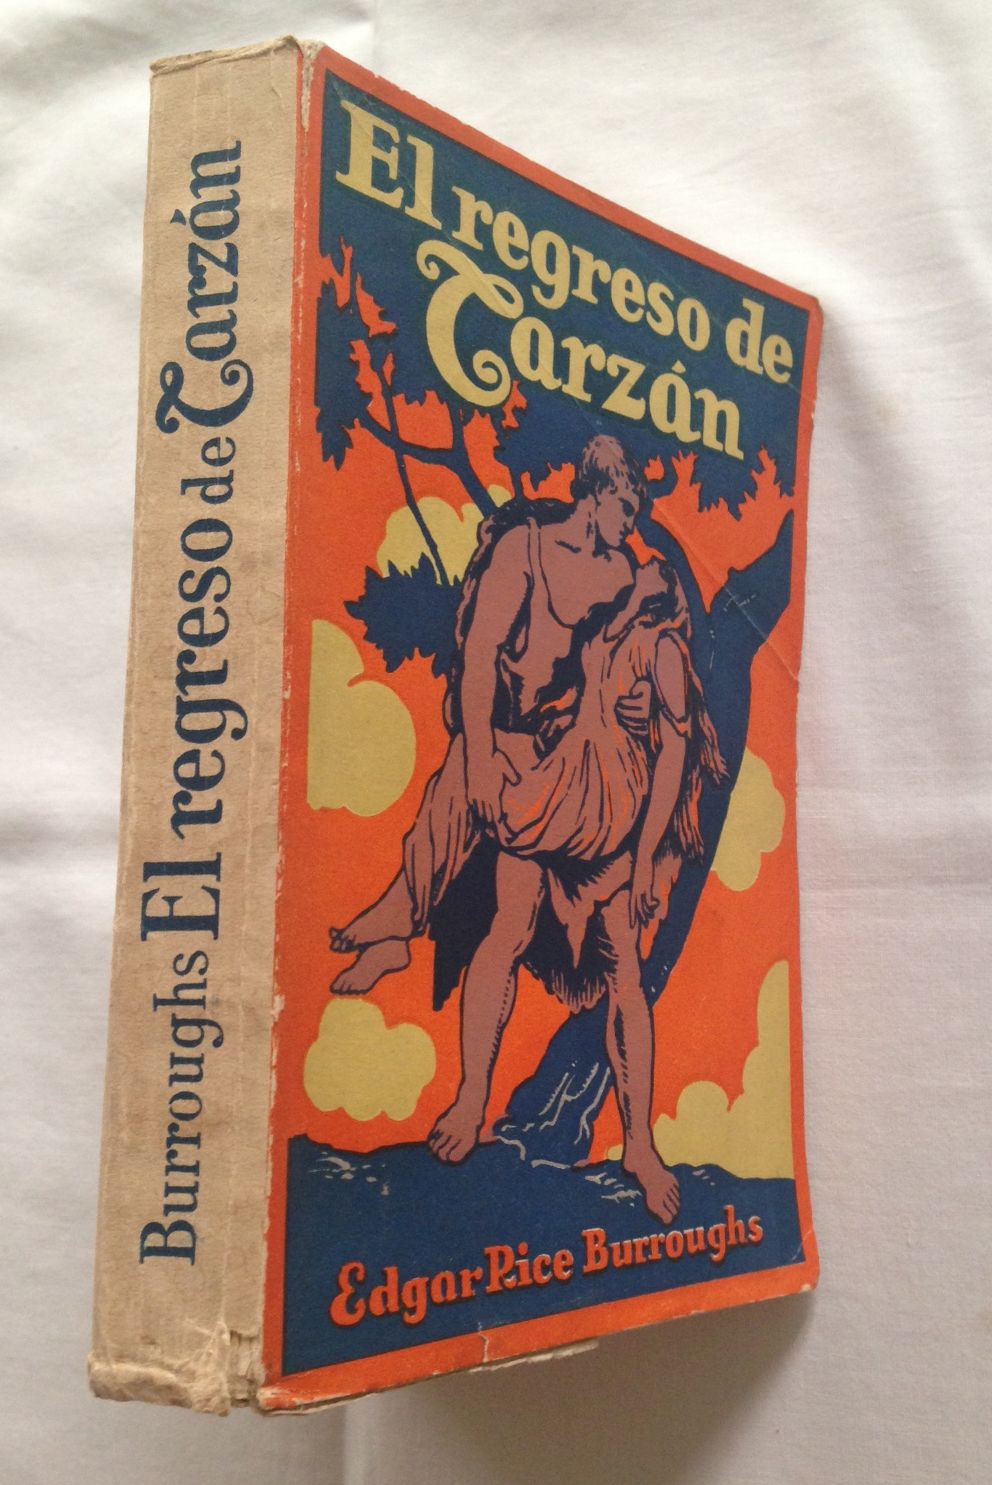 El regreso de
Tarzán
Edgar Rice Burroughs
Burroughs El regreso de Tarzán